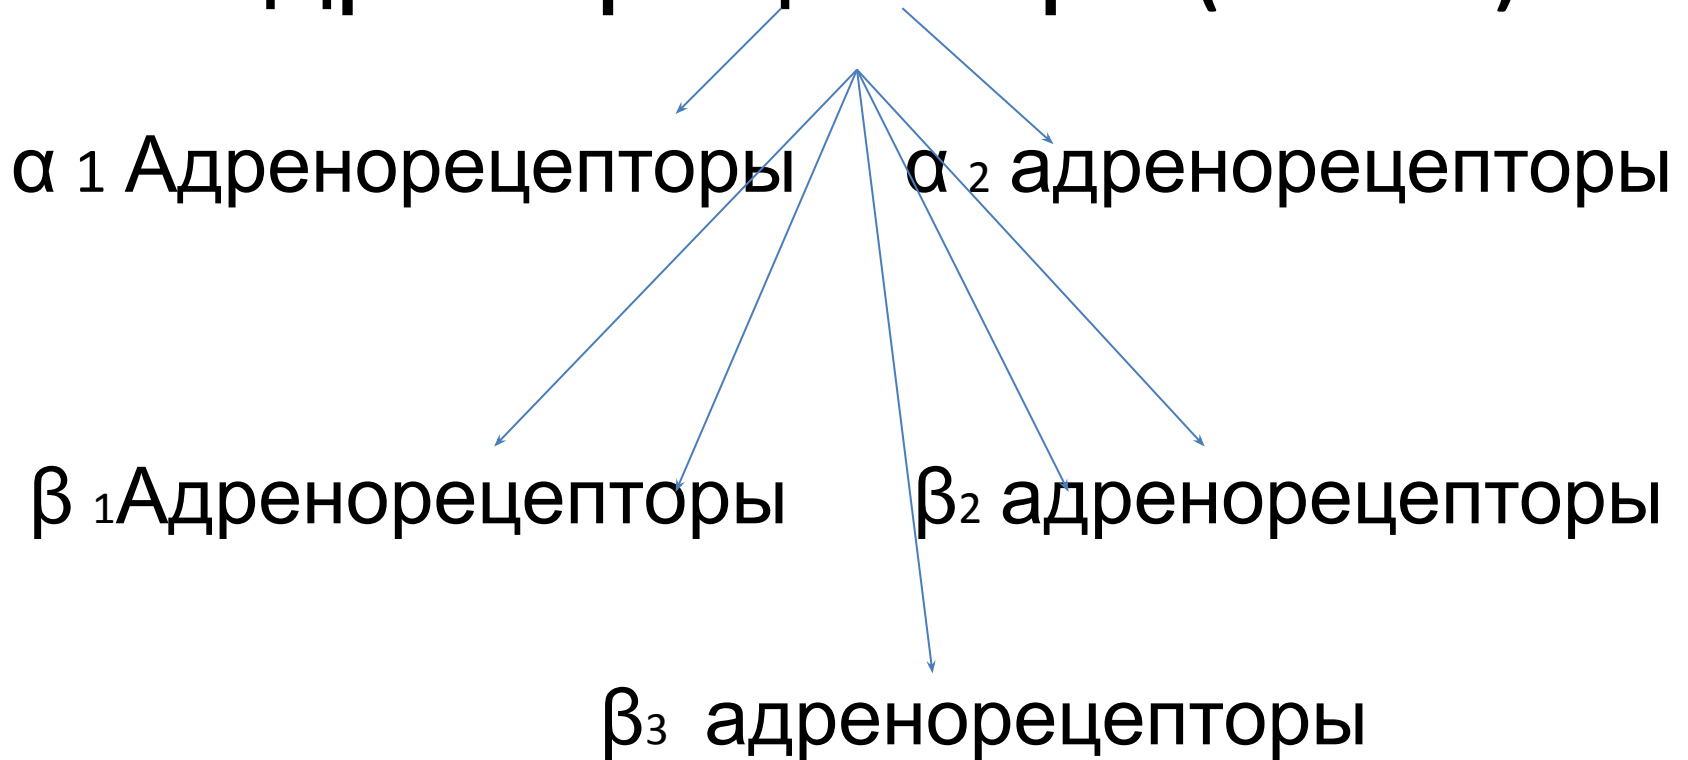 α 1 Адренорецепторы α 2 адренорецепторы
β 1Адренорецепторы β2 адренорецепторы
β3 адренорецепторы